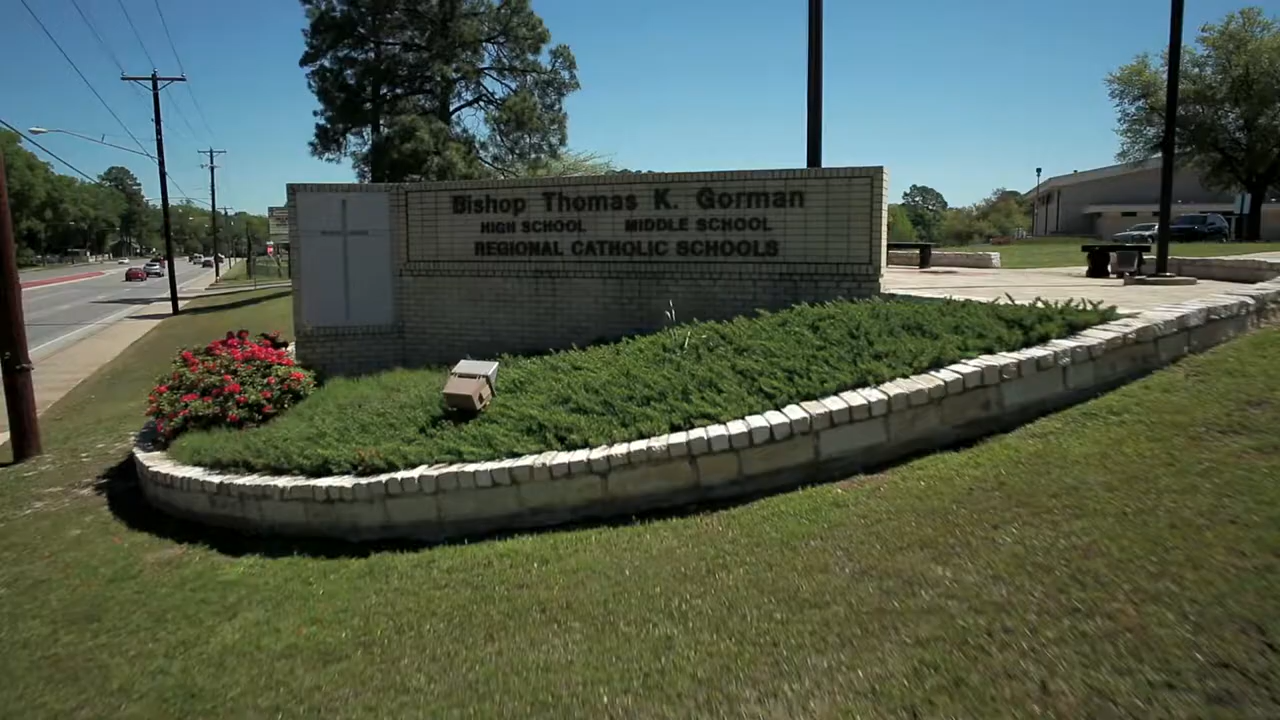 Bishop Thomas K. Gorman
HIGH SCHOOL MIDDLE SCHOOL
REGIONAL CATHOLIC SCHOOLS